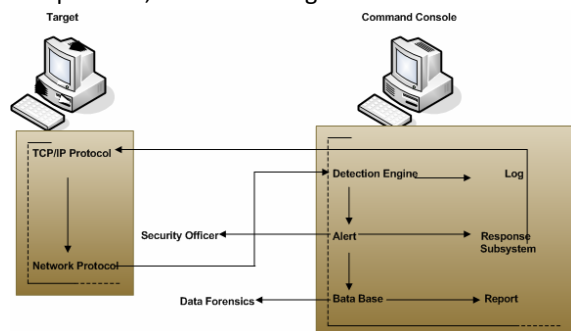 Target
Command Console
TCP/IP Protocol
Detection Engine
Log
Security Officer
Alert
Response
Subsystem
Network Protocol
Data Forensics
Bata Base
Report